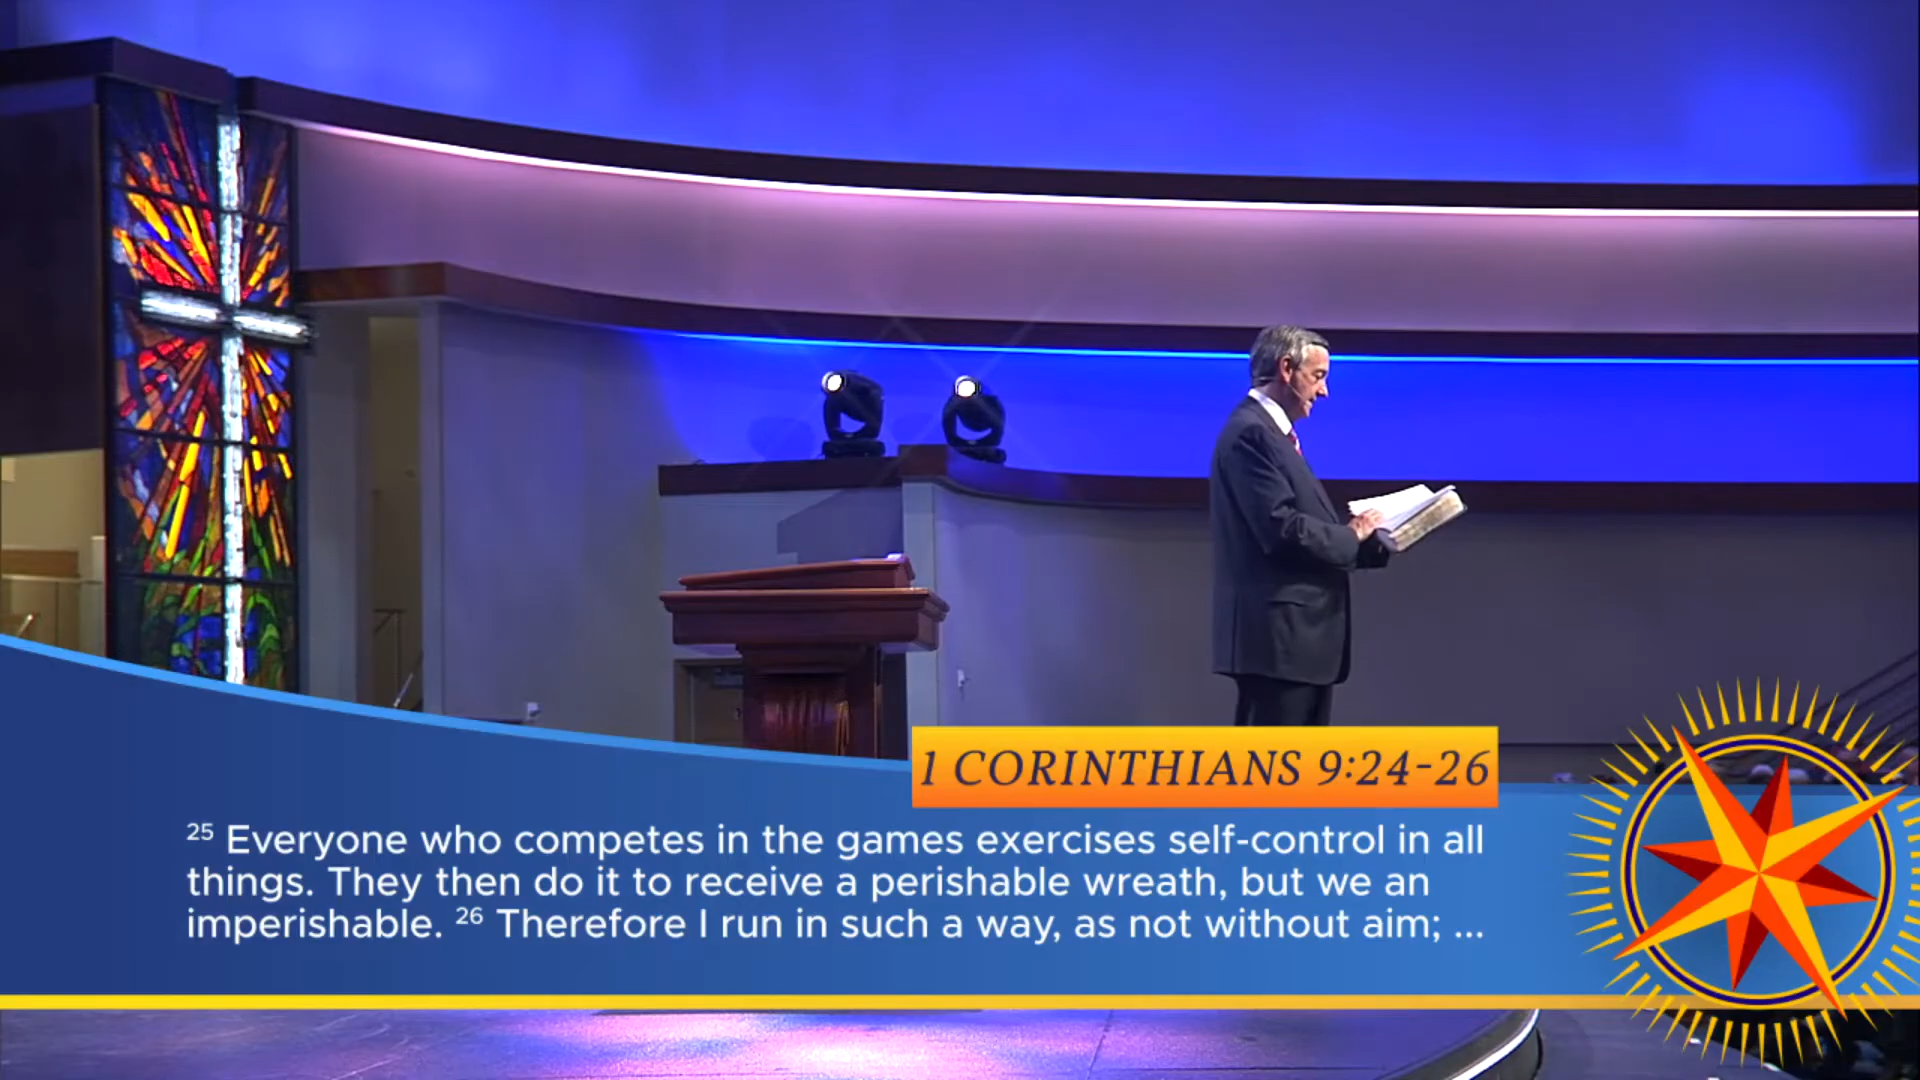 1 CORINTHIANS 9:24-26
²⁵ Everyone who competes in the games exercises self-control in all
things. They then do it to receive a perishable wreath, but we an
imperishable. ²⁶ Therefore I run in such a way, as not without aim; ...